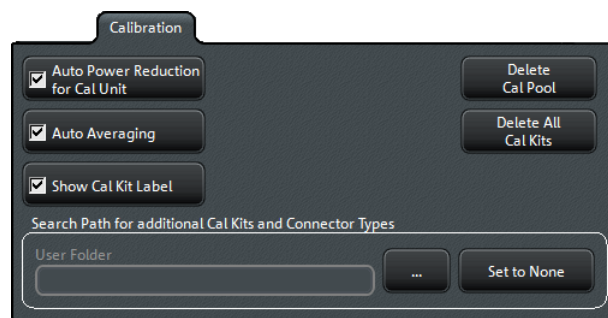 Calibration
Auto Power Reduction
for Cal Unit
Delete
Cal Pool
Auto Averaging
Delete All
Cal Kits
Show Cal Kit Label
Search Path for additional Cal Kits and Connector Types
User Folder
...
Set to None